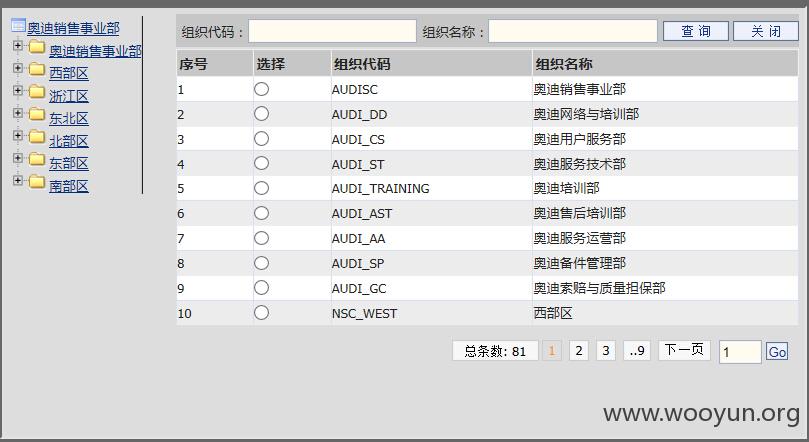 奥迪销售事业部
奥迪销售事业部
西部区
浙江区
东北区
北部区
东部区
南部区
组织代码： 组织名称： 查 询 关 闭
序号 选择 组织代码 组织名称
1 AUDISC 奥迪销售事业部
2 AUDI_DD 奥迪网络与培训部
3 AUDI_CS 奥迪用户服务部
4 AUDI_ST 奥迪服务技术部
5 AUDI_TRAINING 奥迪培训部
6 AUDI_AST 奥迪售后培训部
7 AUDI_AA 奥迪服务运营部
8 AUDI_SP 奥迪备件管理部
9 AUDI_GC 奥迪索赔与质量担保部
10 NSC_WEST 西部区
总条数: 81 1 2 3 ..9 下一页 1 Go
www.wooyun.org